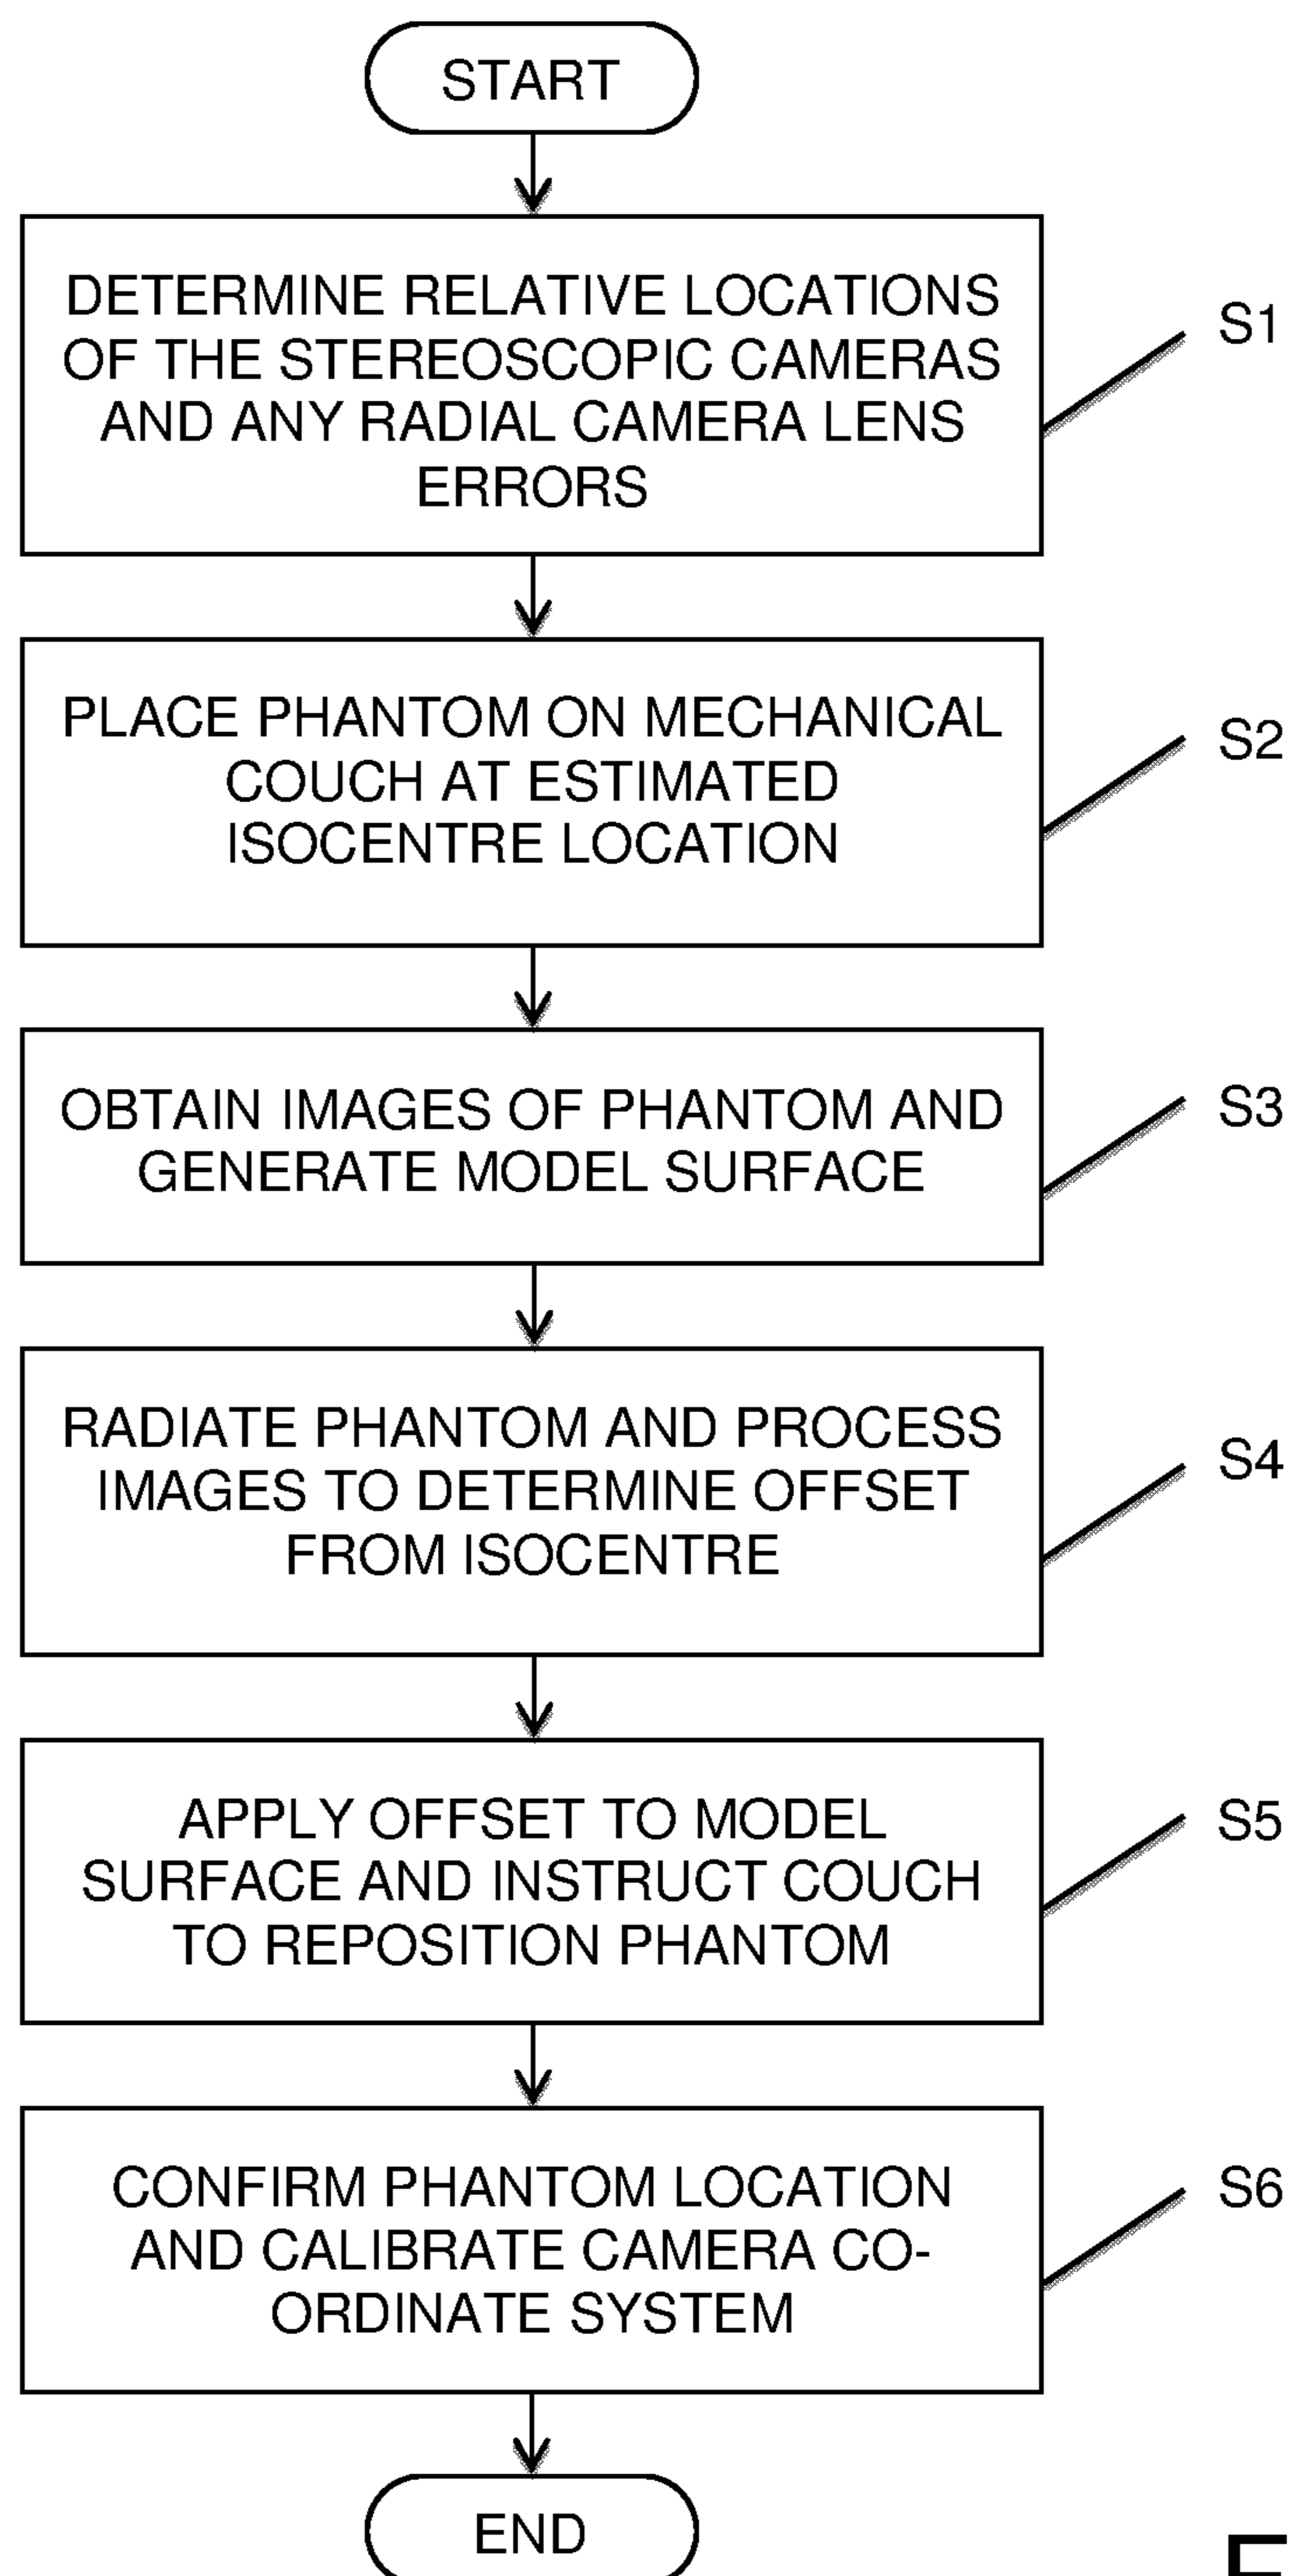 START
DETERMINE RELATIVE LOCATIONS
OF THE STEREOSCOPIC CAMERAS
AND ANY RADIAL CAMERA LENS
ERRORS
S1
PLACE PHANTOM ON MECHANICAL
COUCH AT ESTIMATED
ISOCENTRE LOCATION
S2
OBTAIN IMAGES OF PHANTOM AND
GENERATE MODEL SURFACE
S3
RADIATE PHANTOM AND PROCESS
IMAGES TO DETERMINE OFFSET
FROM ISOCENTRE
S4
APPLY OFFSET TO MODEL
SURFACE AND INSTRUCT COUCH
TO REPOSITION PHANTOM
S5
CONFIRM PHANTOM LOCATION
AND CALIBRATE CAMERA CO-
ORDINATE SYSTEM
S6
END